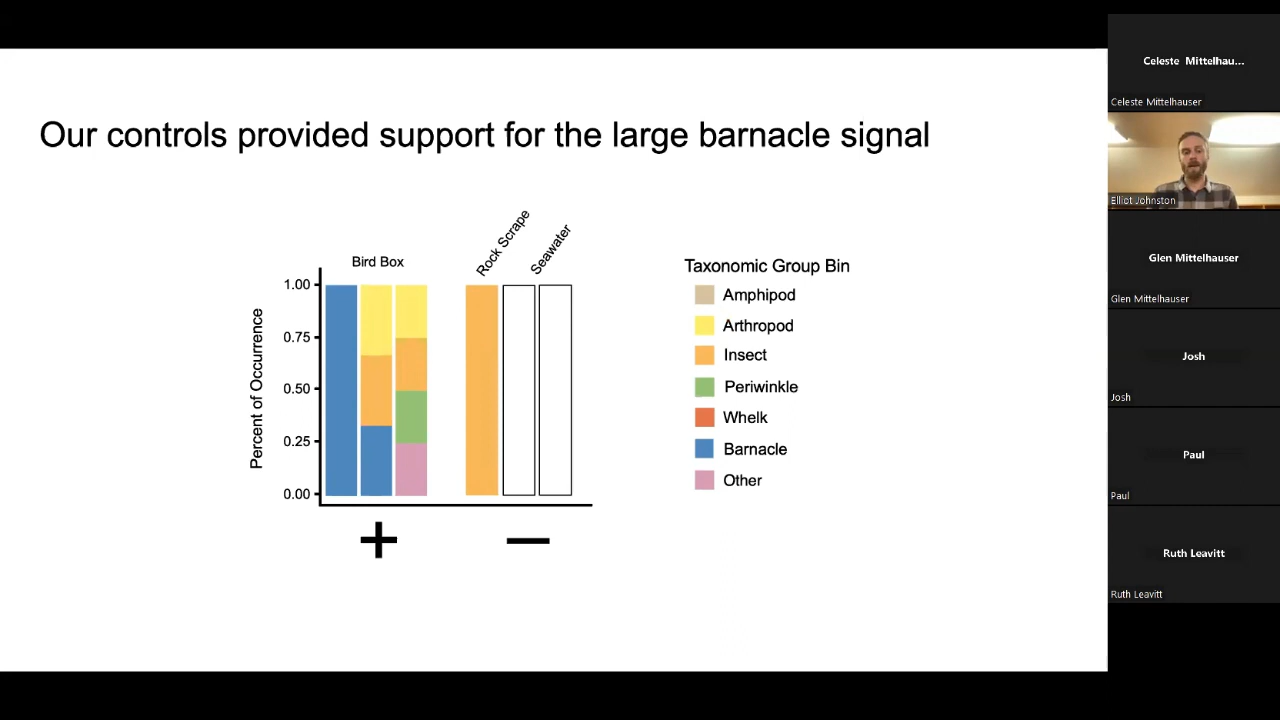 Our controls provided support for the large barnacle signal
Bird Box
Rock Scrape
Seawater
Percent of Occurrence
1.00
0.75
0.50
0.25
0.00
+
—
Taxonomic Group Bin
Amphipod
Arthropod
Insect
Periwinkle
Whelk
Barnacle
Other
Celeste Mittelhau...
Celeste Mittelhauser
Elliot Johnston
Glen Mittelhauser
Glen Mittelhauser
Josh
Josh
Paul
Paul
Ruth Leavitt
Ruth Leavitt